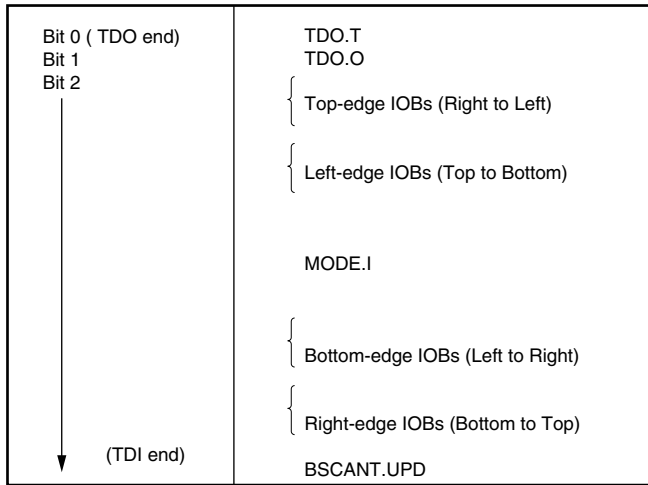 Bit 0 ( TDO end) TDO.T
Bit 1 TDO.O
Bit 2
Top-edge IOBs (Right to Left)
Left-edge IOBs (Top to Bottom)
MODE.I
Bottom-edge IOBs (Left to Right)
Right-edge IOBs (Bottom to Top)
(TDI end)
BSCANT.UPD